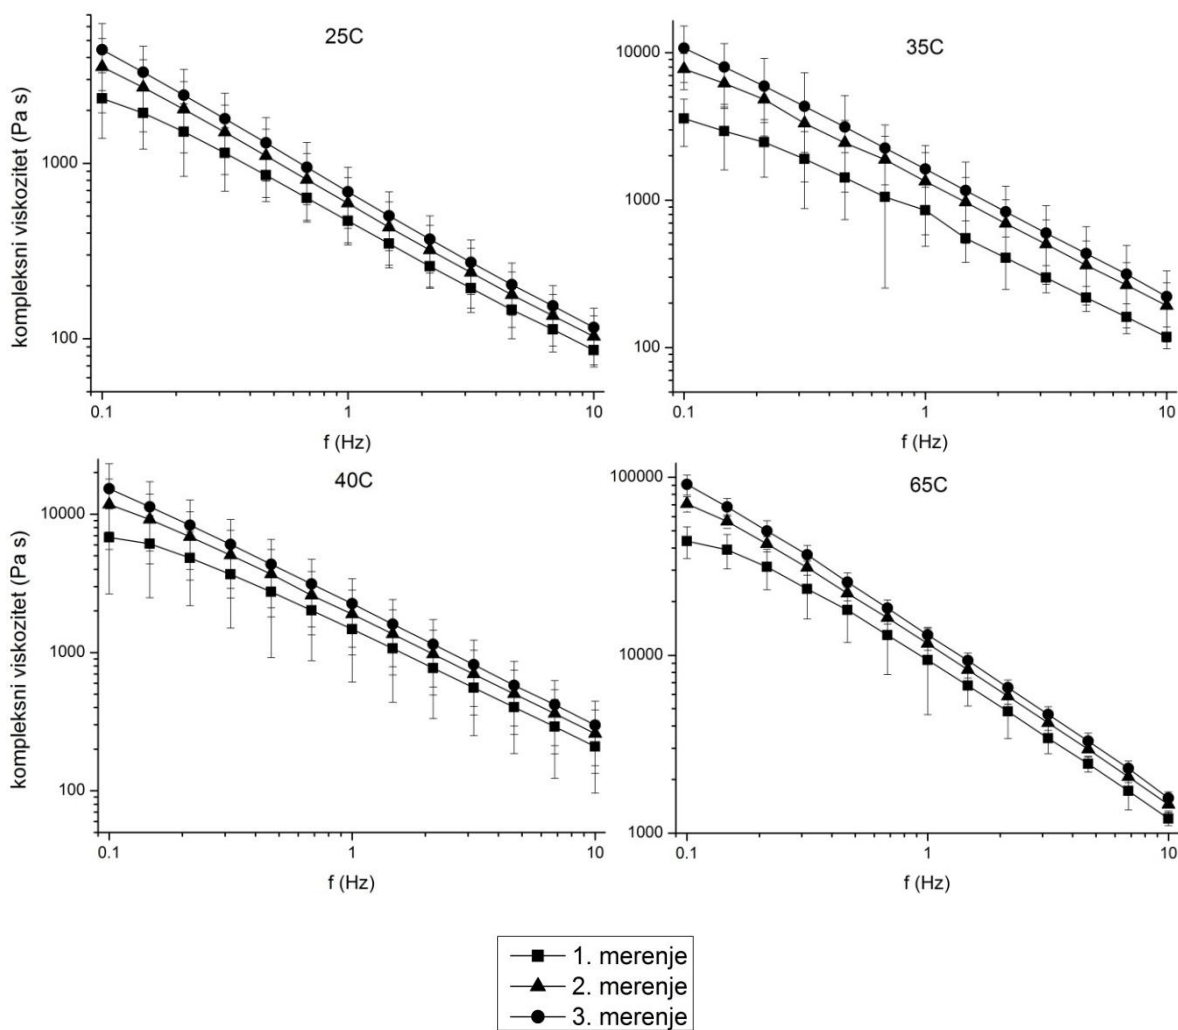 25C
kompleksni viskozitet (Pa s)
1000
100
0.1
1
10
f (Hz)
35C
10000
1000
100
0.1
1
10
f (Hz)
40C
kompleksni viskozitet (Pa s)
10000
1000
100
0.1
1
10
f (Hz)
65C
100000
10000
1000
0.1
1
10
f (Hz)
1. merenje
2. merenje
3. merenje